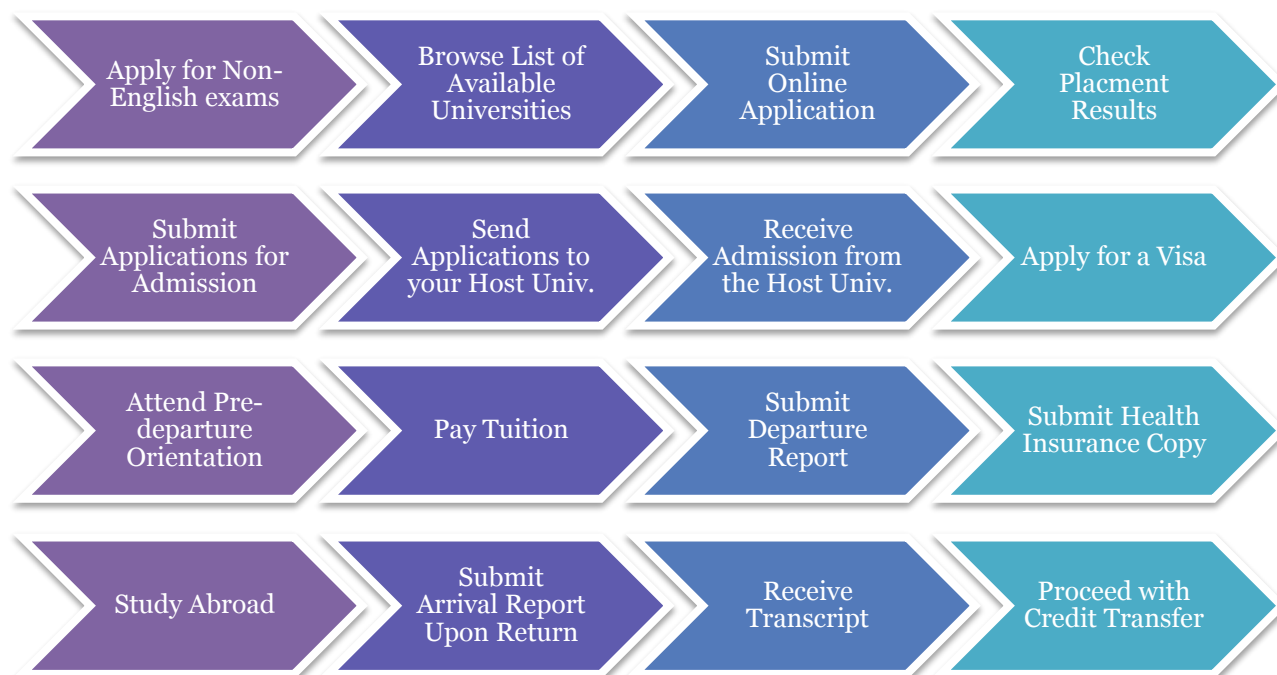 Apply for Non-
English exams
Browse List of
Available
Universities
Submit
Online
Application
Check
Placment
Results
Submit
Applications for
Admission
Send
Applications to
your Host Univ.
Receive
Admission from
the Host Univ.
Apply for a Visa
Attend Pre-
departure
Orientation
Pay Tuition
Submit
Departure
Report
Submit Health
Insurance Copy
Study Abroad
Submit
Arrival Report
Upon Return
Receive
Transcript
Proceed with
Credit Transfer